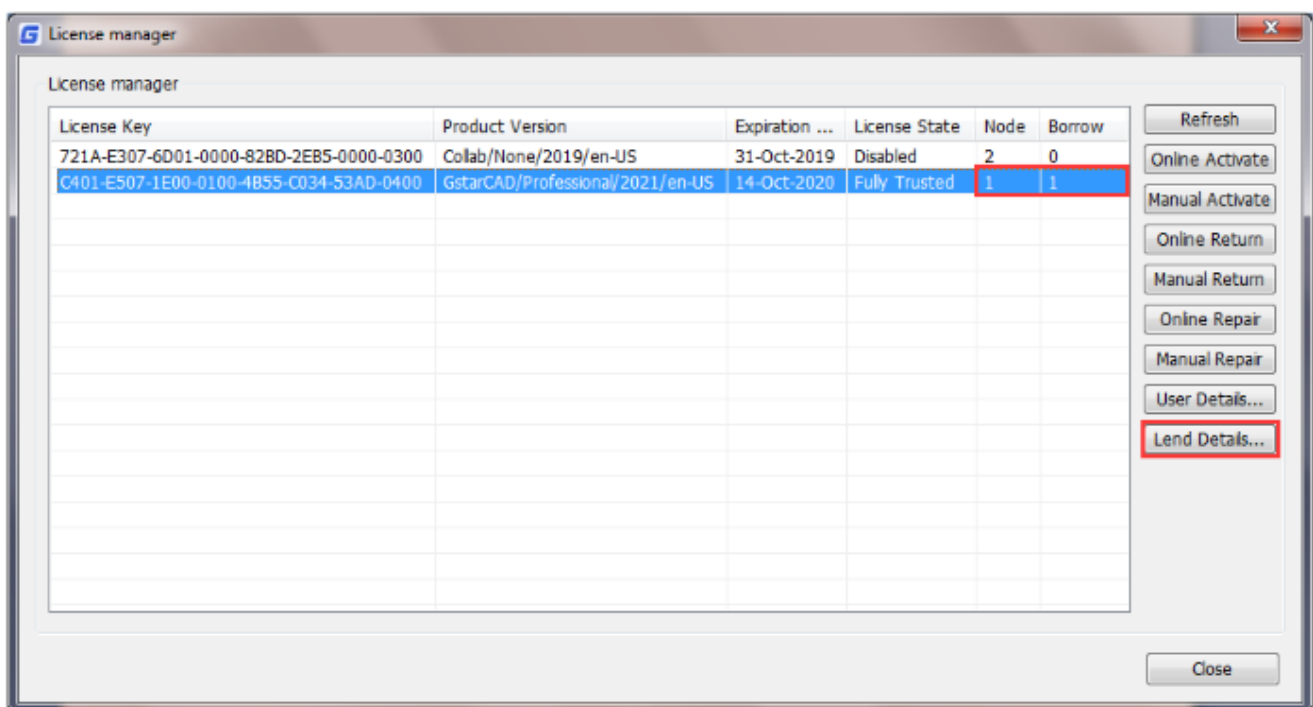 License manager
License manager
License Key Product Version Expiration ... License State Node Borrow
721A-E307-6D01-0000-82BD-2EB5-0000-0300 Collab/None/2019/en-US 31-Oct-2019 Disabled 2 0
C401-E507-1E00-0100-4B55-C034-53AD-0400 GstarCAD/Professional/2021/en-US 14-Oct-2020 Fully Trusted 1 1
Refresh
Online Activate
Manual Activate
Online Return
Manual Return
Online Repair
Manual Repair
User Details...
Lend Details...
Close